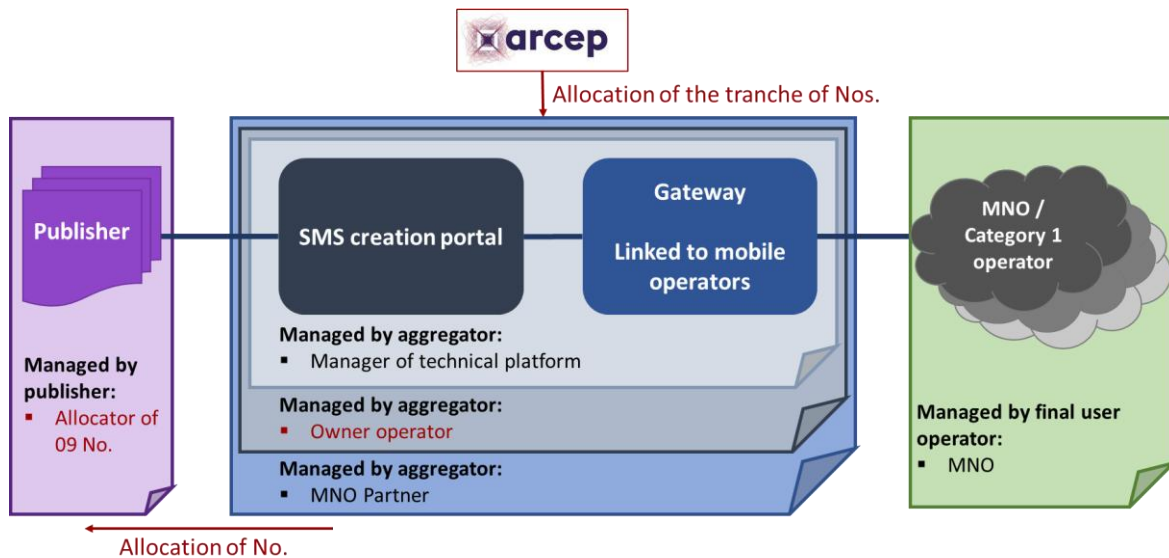 arcep
Allocation of the tranche of Nos.
Publisher
Managed by
publisher:
▪ Allocator of
09 No.
SMS creation portal
Gateway
Linked to mobile
operators
Managed by aggregator:
▪ Manager of technical platform
Managed by aggregator:
▪ Owner operator
Managed by aggregator:
▪ MNO Partner
MNO /
Category 1
operator
Managed by final user
operator:
▪ MNO
Allocation of No.